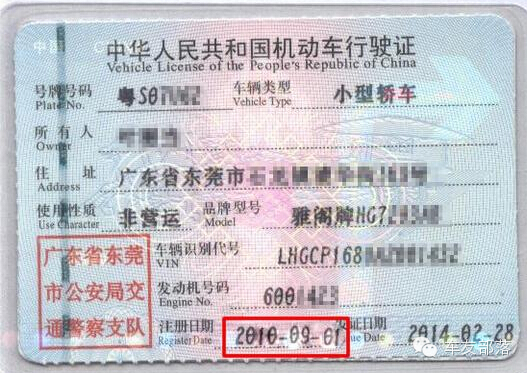 中华人民共和国机动车行驶证
Vehicle License of the People's Republic of China
号牌号码 粤S07 车辆类型 小型轿车
Plate No. Vehicle Type
所有人
Owner
住址 广东省东莞市
Address
使用性质 非营运 品牌型号 雅阁牌HG7
Use Character Model
广东省东莞
市公安局交
通警察支队
车辆识别代号 LHGCP168
VIN
发动机号码 600
Engine No.
注册日期 2010-09-01 发证日期 2014-02-28
Register Date Issue Date
车友部落